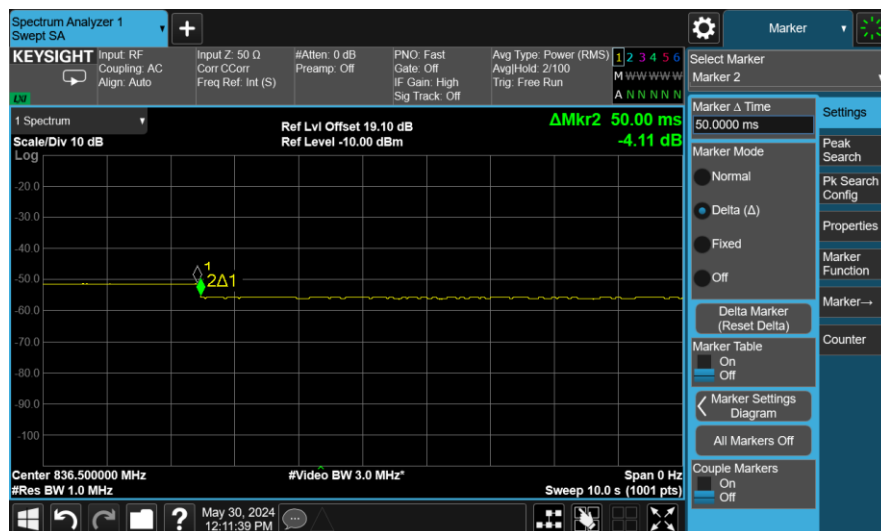 Spectrum Analyzer 1
Swept SA
Marker
KEYSIGHT
Input: RF
Coupling: AC
Align: Auto
Input Z: 50 Ω
Corr CCorr
Freq Ref: Int (S)
#Atten: 0 dB
Preamp: Off
PNO: Fast
Gate: Off
IF Gain: High
Sig Track: Off
Avg Type: Power (RMS)
Avg|Hold: 2/100
Trig: Free Run
1 2 3 4 5 6
M W W W W W
A N N N N N
LXI
1 Spectrum
Scale/Div 10 dB
Log
Ref Lvl Offset 19.10 dB
Ref Level -10.00 dBm
ΔMkr2 50.00 ms
-4.11 dB
-20.0
-30.0
-40.0
-50.0
-60.0
-70.0
-80.0
-90.0
-100
1
2Δ1
Center 836.500000 MHz
#Res BW 1.0 MHz
#Video BW 3.0 MHz*
Span 0 Hz
Sweep 10.0 s (1001 pts)
Select Marker
Marker 2
Marker Δ Time
50.0000 ms
Marker Mode
Normal
Delta (Δ)
Fixed
Off
Delta Marker
(Reset Delta)
Marker Table
On
Off
Marker Settings
Diagram
All Markers Off
Couple Markers
On
Off
Settings
Peak
Search
Pk Search
Config
Properties
Marker
Function
Marker→
Counter
?
May 30, 2024
12:11:39 PM